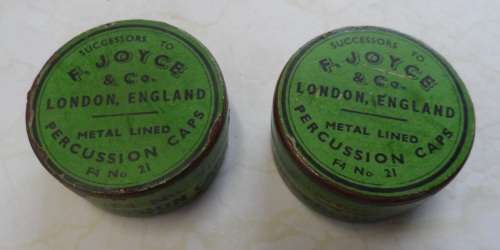 SUCCESSORS TO
F. JOYCE
& Co.
LONDON, ENGLAND
METAL LINED
PERCUSSION CAPS
F4 No 21
SUCCESSORS TO
F. JOYCE
& Co.
LONDON, ENGLAND
METAL LINED
PERCUSSION CAPS
F4 No 21